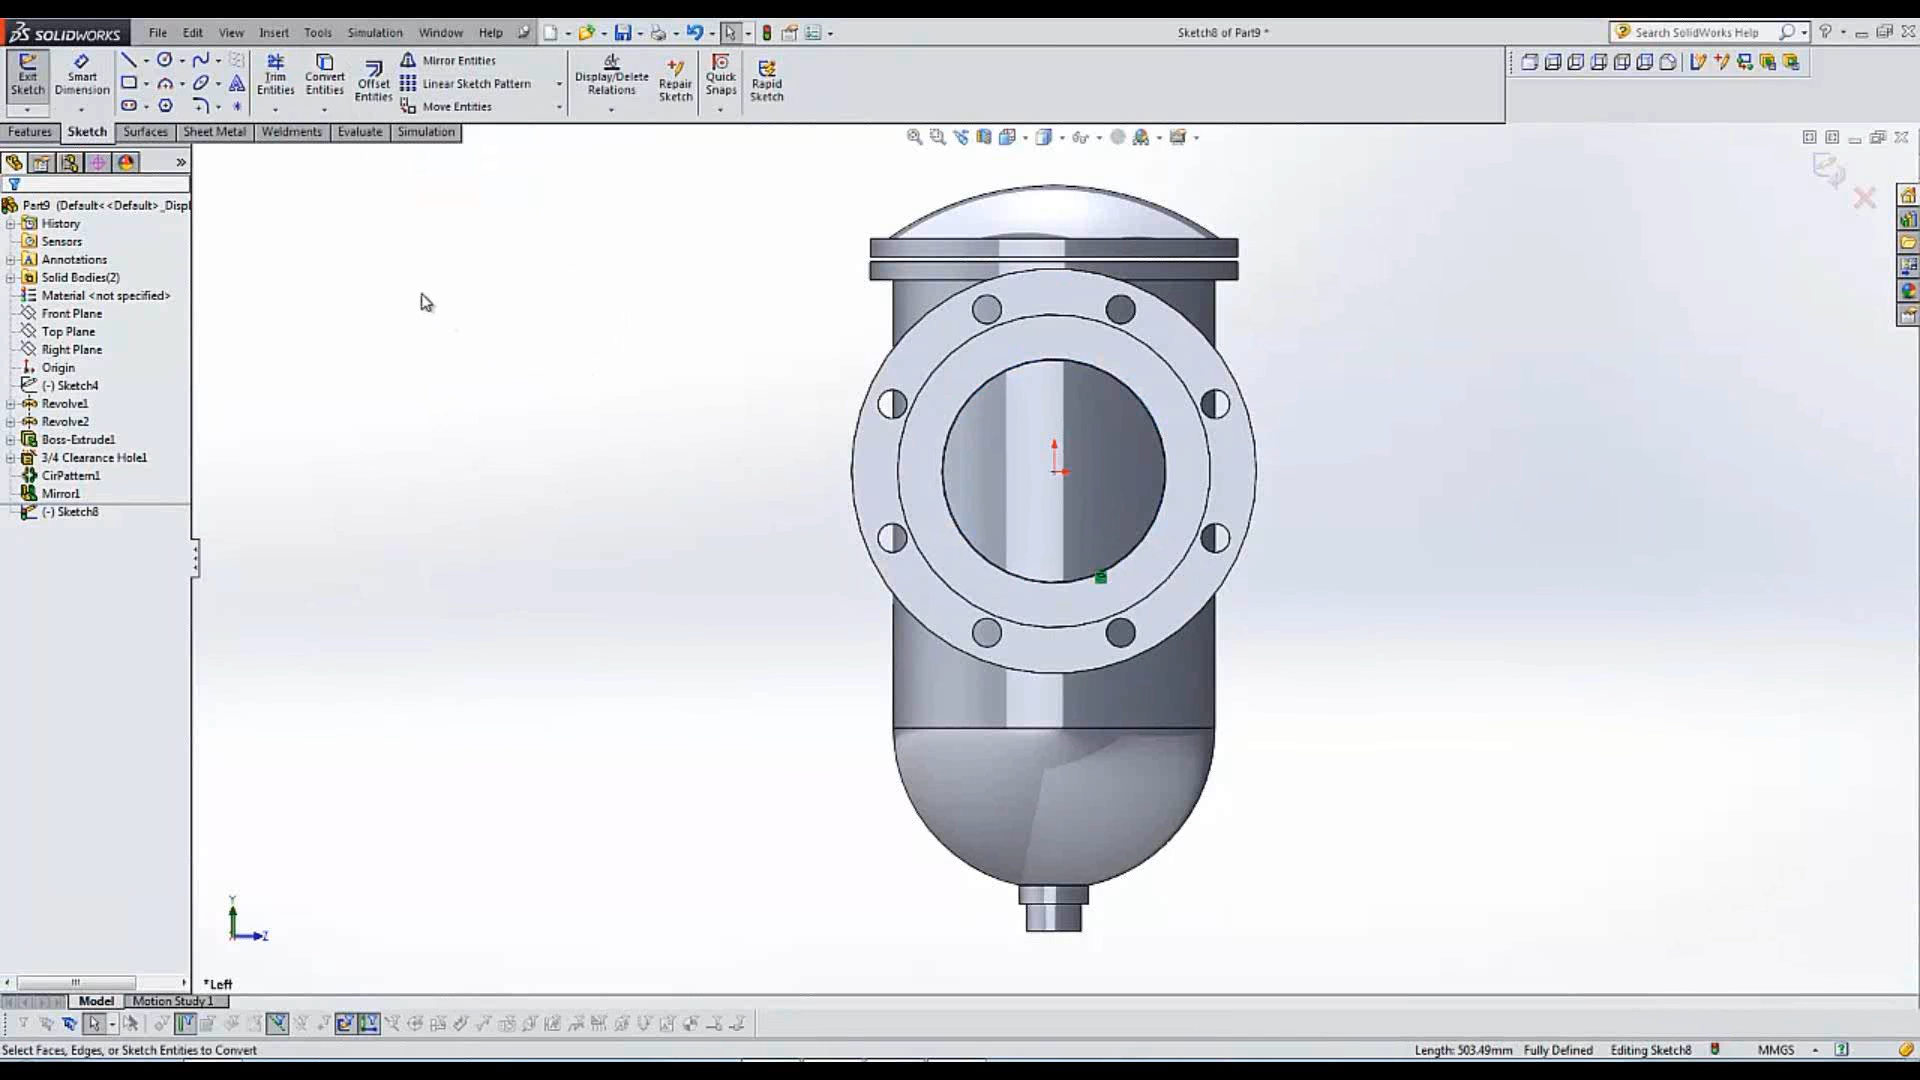 SOLIDWORKS File Edit View Insert Tools Simulation Window Help Sketch8 of Part9 * Search SolidWorks Help
Exit Sketch
Smart Dimension
Trim Entities
Convert Entities
Offset Entities
Mirror Entities
Linear Sketch Pattern
Move Entities
Display/Delete Relations
Repair Sketch
Quick Snaps
Rapid Sketch
Features Sketch Surfaces Sheet Metal Weldments Evaluate Simulation
Part9 (Default<<Default>_Displ
History
Sensors
Annotations
Solid Bodies(2)
Material <not specified>
Front Plane
Top Plane
Right Plane
Origin
(-) Sketch4
Revolve1
Revolve2
Boss-Extrude1
3/4 Clearance Hole1
CirPattern1
Mirror1
(-) Sketch8
Y
Z
*Left
Model Motion Study 1
Select Faces, Edges, or Sketch Entities to Convert Length: 503.49mm Fully Defined Editing Sketch8 MMGS